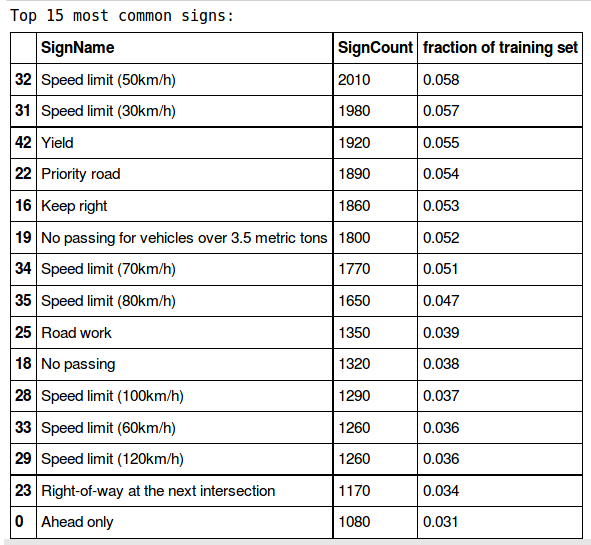 Top 15 most common signs:
SignName SignCount fraction of training set
32 Speed limit (50km/h) 2010 0.058
31 Speed limit (30km/h) 1980 0.057
42 Yield 1920 0.055
22 Priority road 1890 0.054
16 Keep right 1860 0.053
19 No passing for vehicles over 3.5 metric tons 1800 0.052
34 Speed limit (70km/h) 1770 0.051
35 Speed limit (80km/h) 1650 0.047
25 Road work 1350 0.039
18 No passing 1320 0.038
28 Speed limit (100km/h) 1290 0.037
33 Speed limit (60km/h) 1260 0.036
29 Speed limit (120km/h) 1260 0.036
23 Right-of-way at the next intersection 1170 0.034
0 Ahead only 1080 0.031